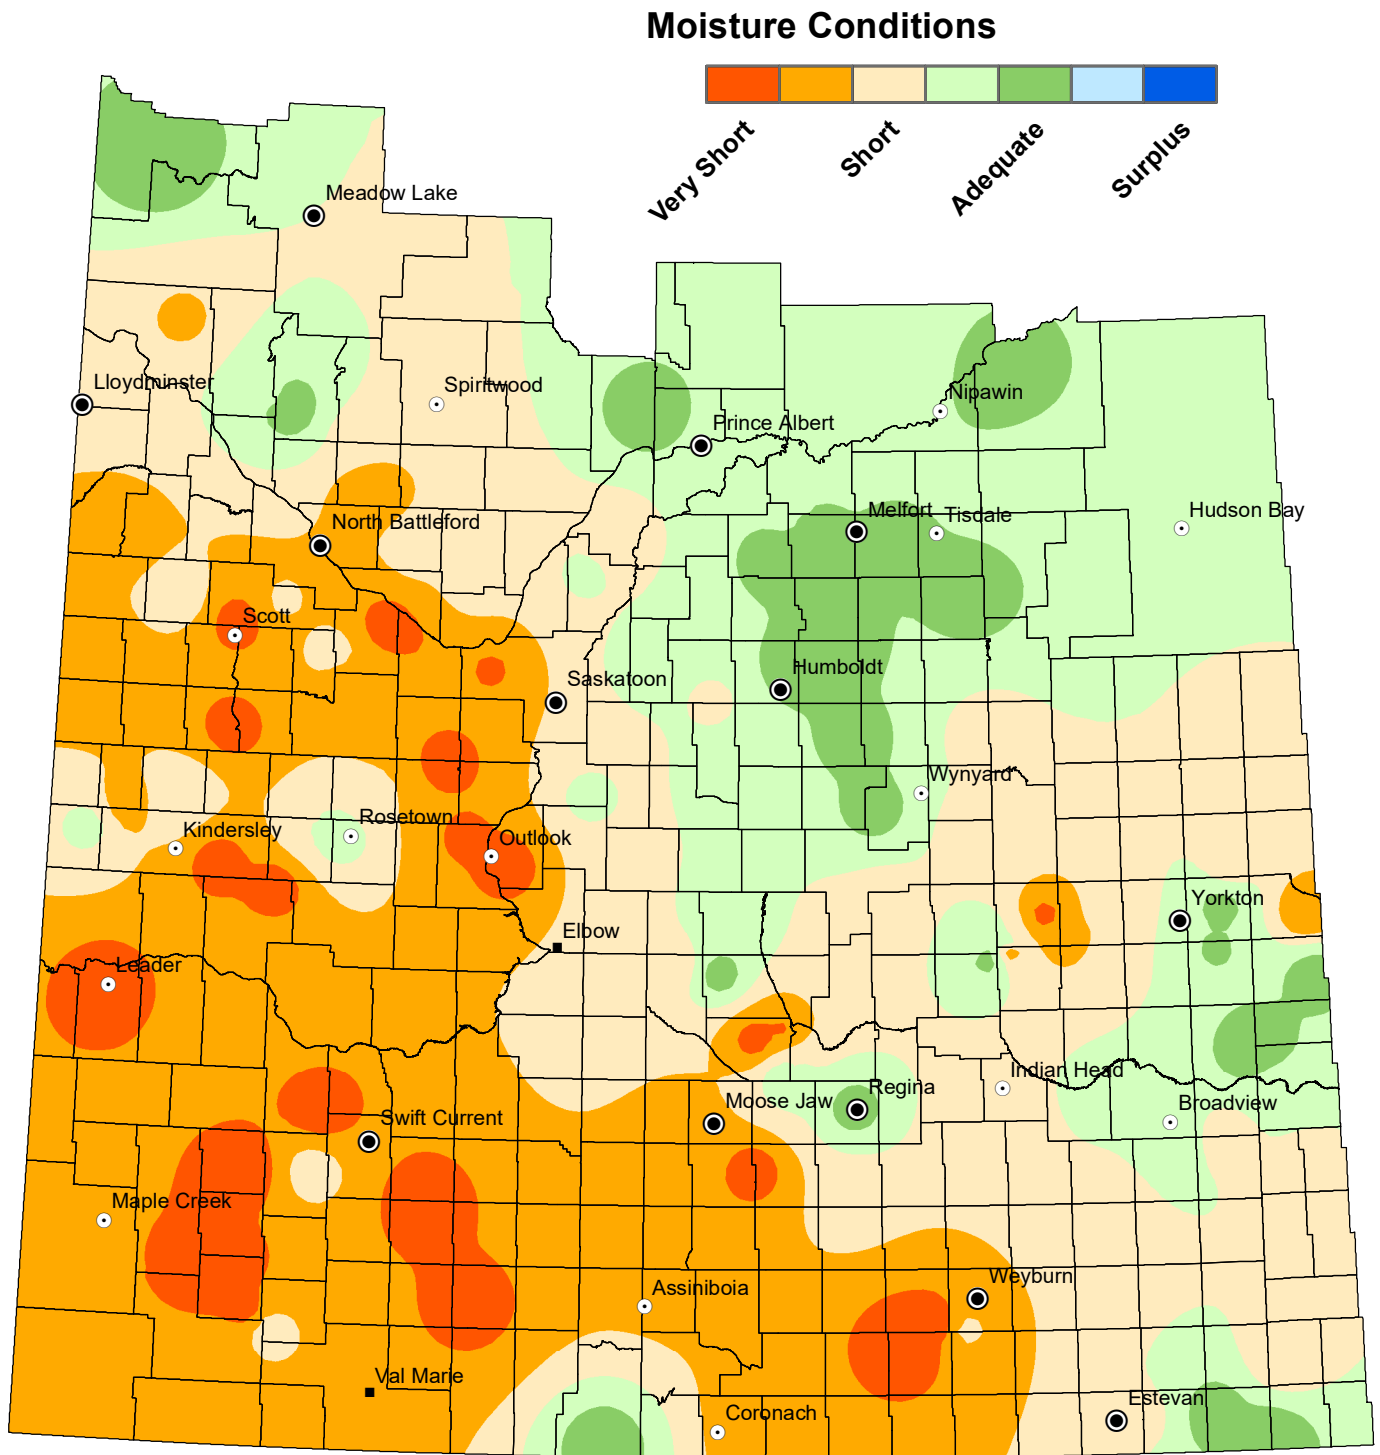 Moisture Conditions
Very Short
Short
Adequate
Surplus
Meadow Lake
Lloydminster
Spiritwood
Nipawin
Prince Albert
Melfort
Tisdale
Hudson Bay
North Battleford
Scott
Humboldt
Saskatoon
Wynyard
Rosetown
Kindersley
Outlook
Yorkton
Elbow
Leader
Indian Head
Regina
Moose Jaw
Broadview
Swift Current
Maple Creek
Weyburn
Assiniboia
Val Marie
Estevan
Coronach